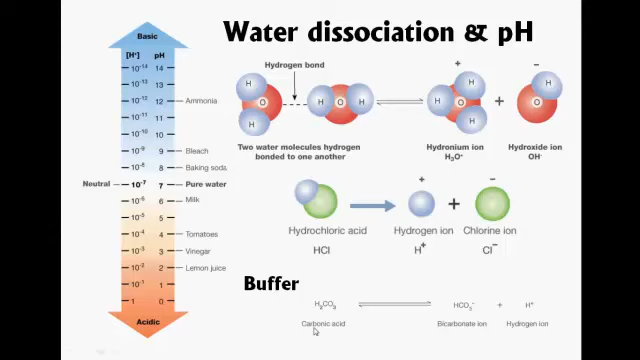 Water dissociation & pH
Basic
[H⁺] pH
10⁻¹⁴ 14
10⁻¹³ 13
10⁻¹² 12 Ammonia
10⁻¹¹ 11
10⁻¹⁰ 10
10⁻⁹ 9 Bleach
10⁻⁸ 8 Baking soda
Neutral 10⁻⁷ 7 Pure water
10⁻⁶ 6 Milk
10⁻⁵ 5
10⁻⁴ 4 Tomatoes
10⁻³ 3 Vinegar
10⁻² 2 Lemon juice
10⁻¹ 1
1 0
Acidic
Hydrogen bond
+ −
H O H H O H H O H H + H O
Two water molecules hydrogen
bonded to one another
Hydronium ion
H₃O⁺
Hydroxide ion
OH⁻
+ −
+
Hydrochloric acid Hydrogen ion Chlorine ion
HCl H⁺ Cl⁻
Buffer
H₂CO₃ HCO₃⁻ + H⁺
Carbonic acid Bicarbonate ion Hydrogen ion